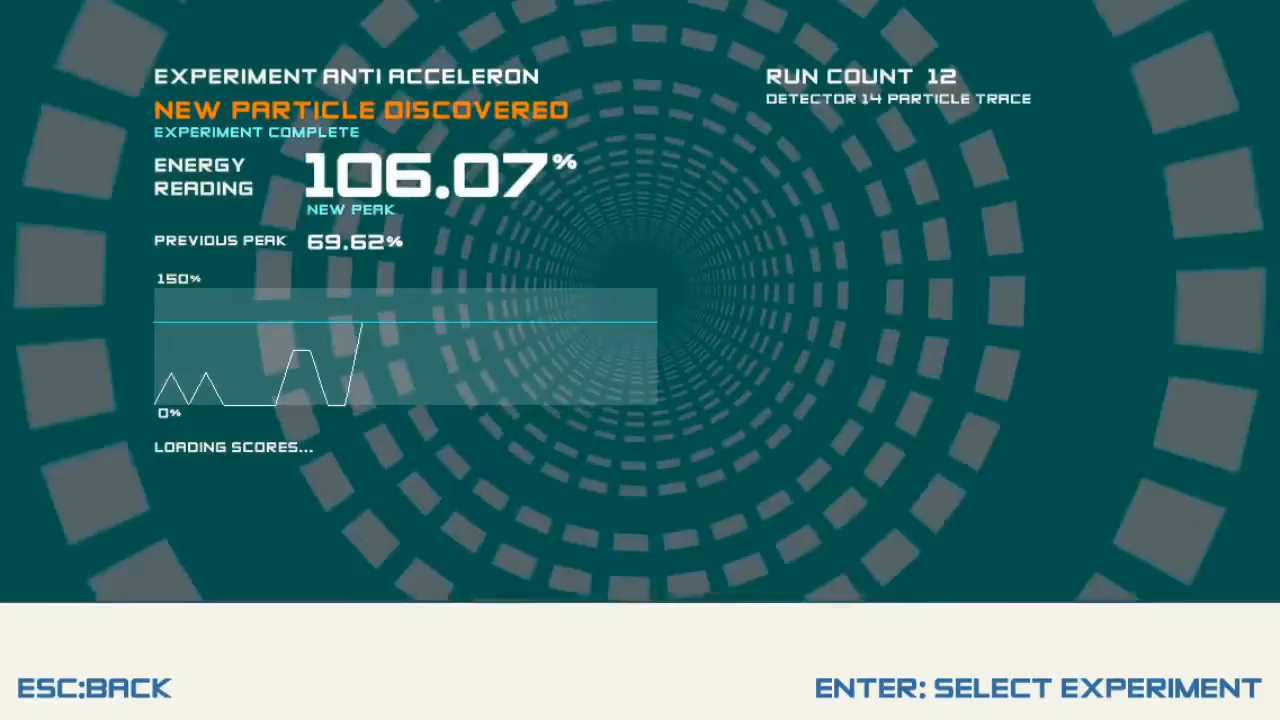 EXPERIMENT ANTI ACCELERON
NEW PARTICLE DISCOVERED
EXPERIMENT COMPLETE
ENERGY READING 106.07%
NEW PEAK
PREVIOUS PEAK 69.62%
150%
0%
LOADING SCORES...
RUN COUNT 12
DETECTOR 14 PARTICLE TRACE
ESC:BACK
ENTER: SELECT EXPERIMENT